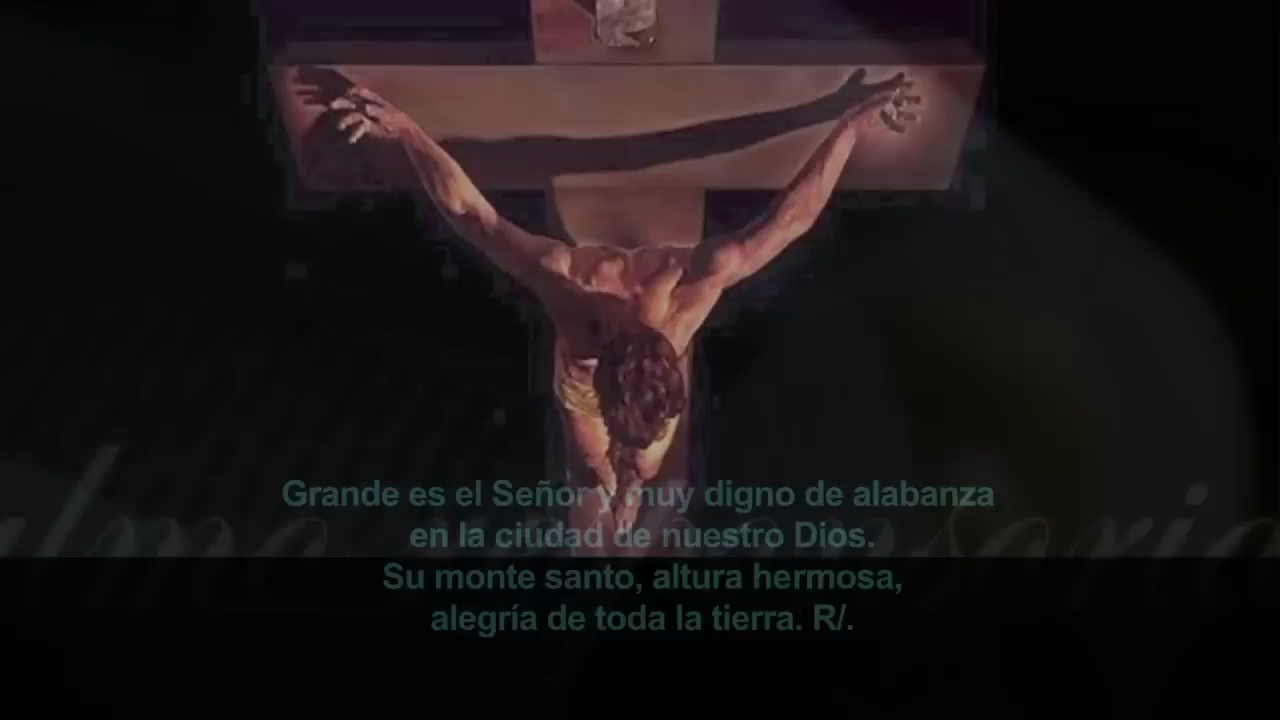 Grande es el Señor y muy digno de alabanza
en la ciudad de nuestro Dios.
Su monte santo, altura hermosa,
alegría de toda la tierra. R/.